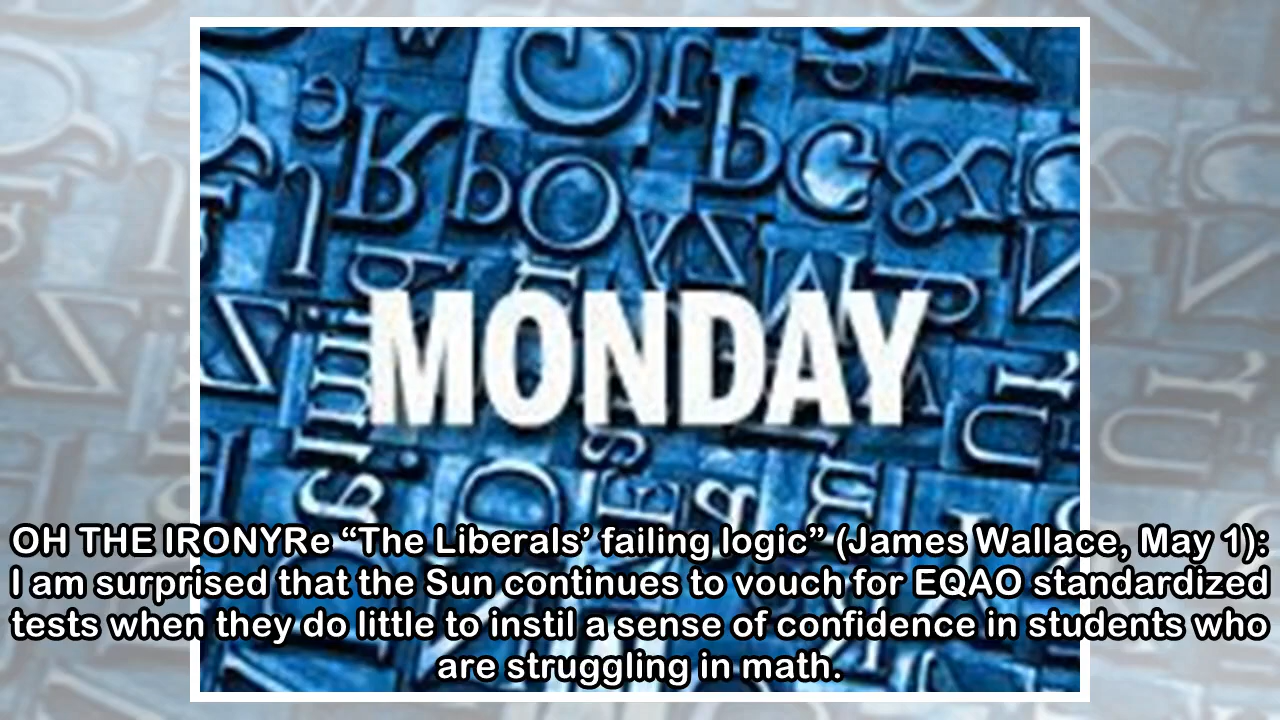 MONDAY
OH THE IRONYRe “The Liberals’ failing logic” (James Wallace, May 1):
I am surprised that the Sun continues to vouch for EQAO standardized
tests when they do little to instil a sense of confidence in students who
are struggling in math.